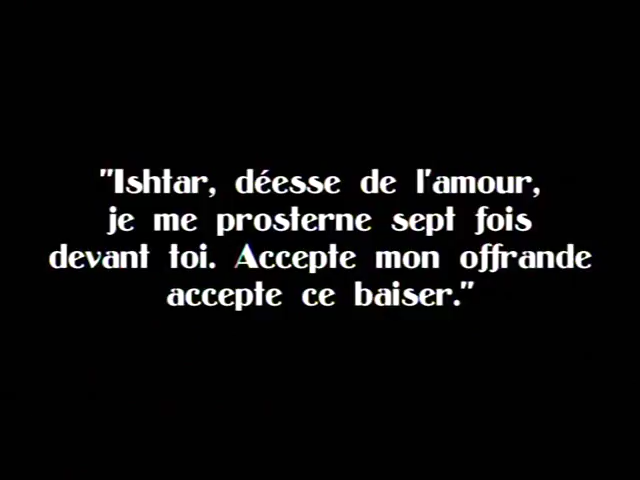 "Ishtar, déesse de l'amour,
je me prosterne sept fois
devant toi. Accepte mon offrande
accepte ce baiser."